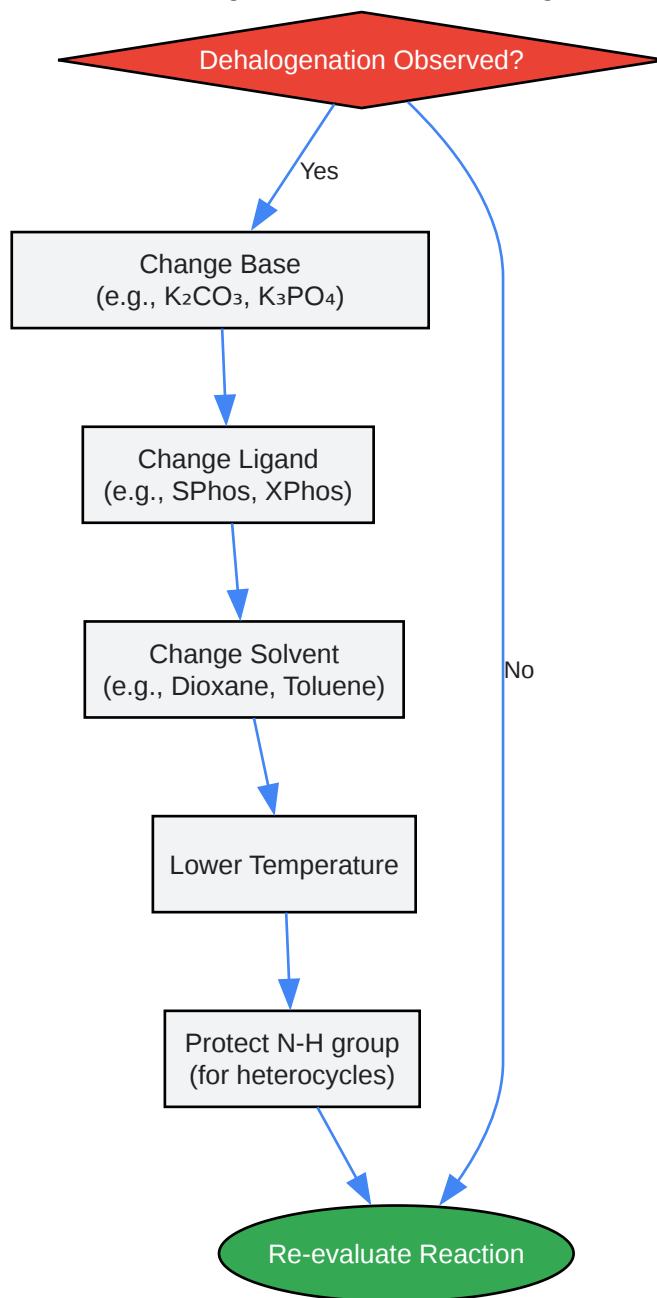 Dehalogenation Observed?
Yes
Change Base
(e.g., K₂CO₃, K₃PO₄)
Change Ligand
(e.g., SPhos, XPhos)
Change Solvent
(e.g., Dioxane, Toluene)
No
Lower Temperature
Protect N-H group
(for heterocycles)
Re-evaluate Reaction